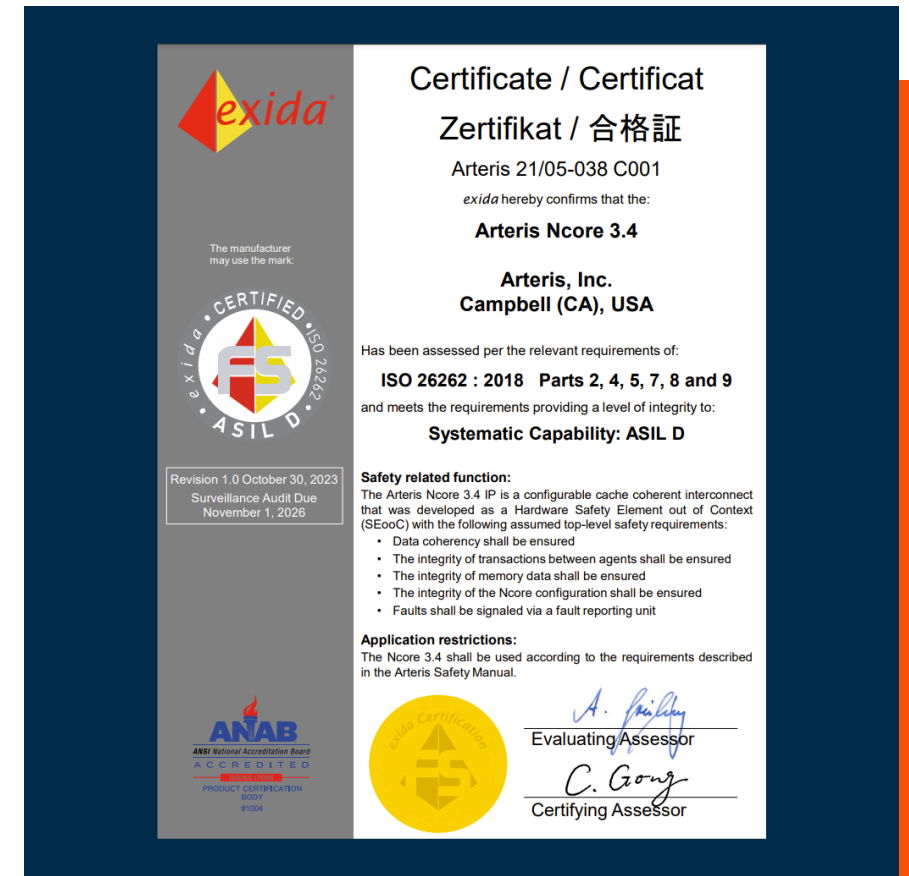 exida®
The manufacturer
may use the mark:
exida • CERTIFIED • ISO 26262 •
FS
ASIL D
Revision 1.0 October 30, 2023
Surveillance Audit Due
November 1, 2026
ANAB
ANSI National Accreditation Board
ACCREDITED
ISO/IEC 17065
PRODUCT CERTIFICATION
BODY
#1004
Certificate / Certificat
Zertifikat / 合格証
Arteris 21/05-038 C001
exida hereby confirms that the:
Arteris Ncore 3.4
Arteris, Inc.
Campbell (CA), USA
Has been assessed per the relevant requirements of:
ISO 26262 : 2018 Parts 2, 4, 5, 7, 8 and 9
and meets the requirements providing a level of integrity to:
Systematic Capability: ASIL D
Safety related function:
The Arteris Ncore 3.4 IP is a configurable cache coherent interconnect
that was developed as a Hardware Safety Element out of Context
(SEooC) with the following assumed top-level safety requirements:
• Data coherency shall be ensured
• The integrity of transactions between agents shall be ensured
• The integrity of memory data shall be ensured
• The integrity of the Ncore configuration shall be ensured
• Faults shall be signaled via a fault reporting unit
Application restrictions:
The Ncore 3.4 shall be used according to the requirements described
in the Arteris Safety Manual.
exida Certification
FS
A.
Evaluating Assessor
C. Gong
Certifying Assessor